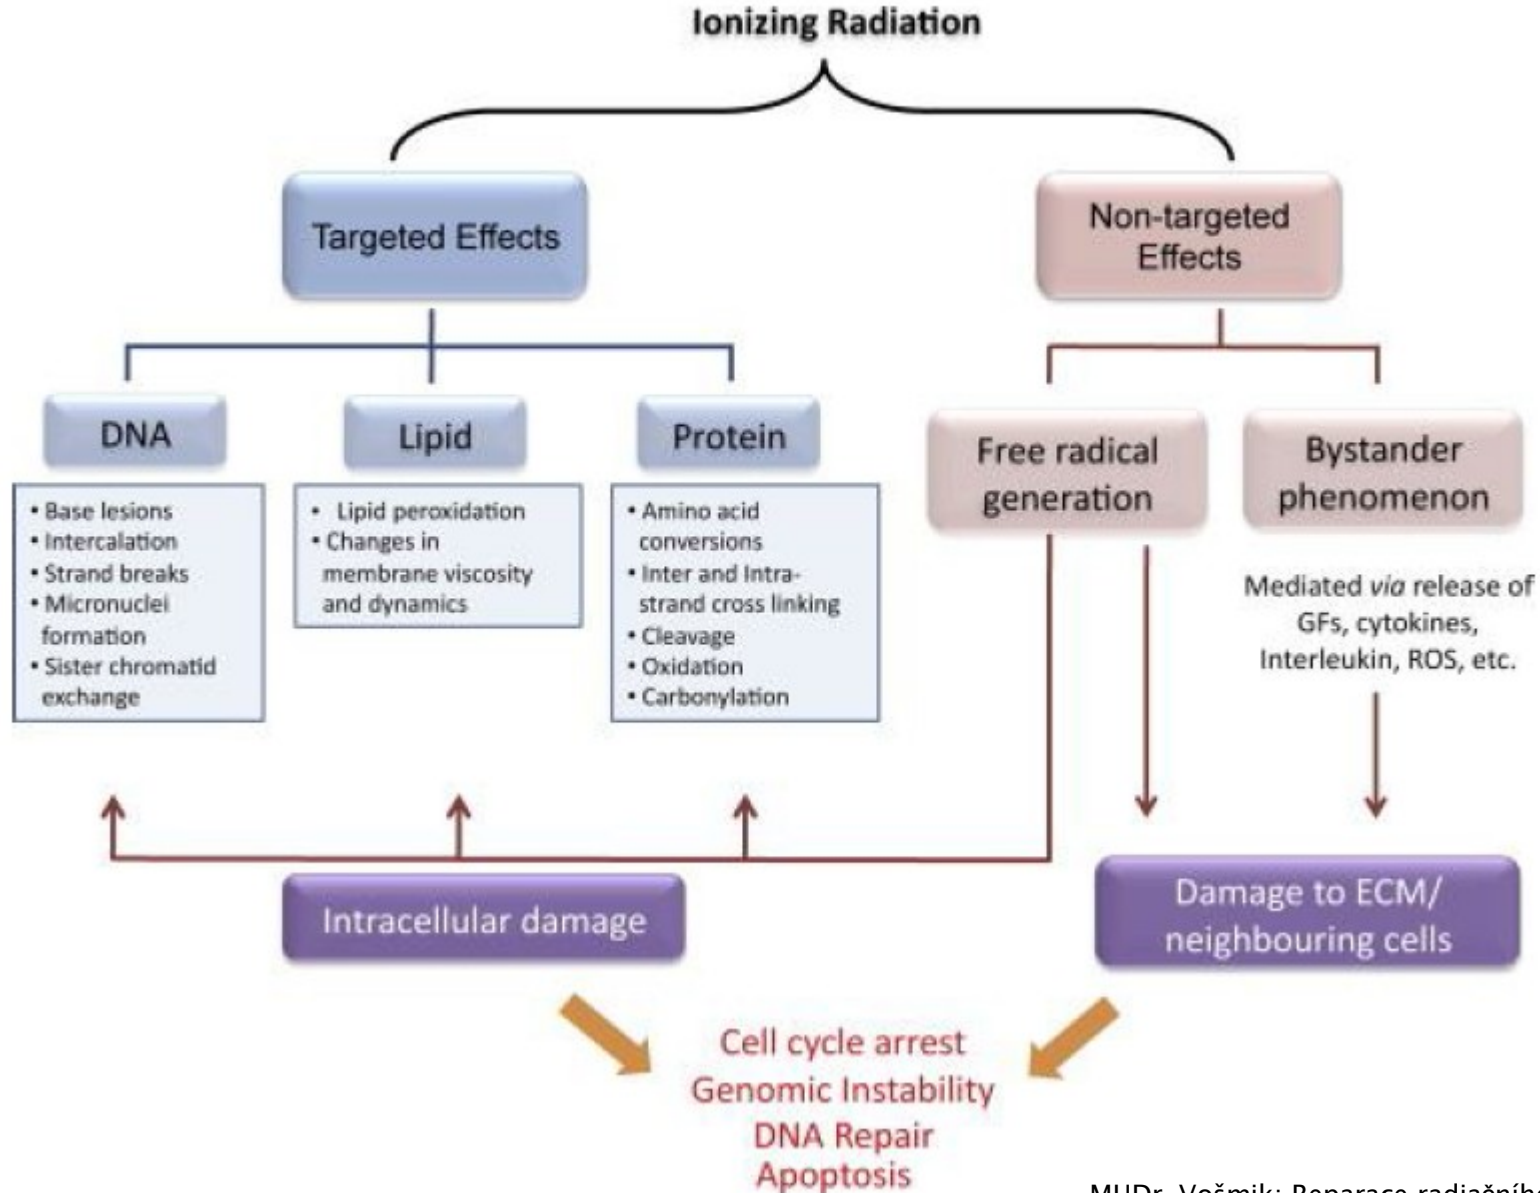 Ionizing Radiation
Targeted Effects
Non-targeted
Effects
DNA
• Base lesions
• Intercalation
• Strand breaks
• Micronuclei
formation
• Sister chromatid
exchange
Lipid
• Lipid peroxidation
• Changes in
membrane viscosity
and dynamics
Protein
• Amino acid
conversions
• Inter and Intra-
strand cross linking
• Cleavage
• Oxidation
• Carbonylation
Free radical
generation
Bystander
phenomenon
Mediated via release of
GFs, cytokines,
Interleukin, ROS, etc.
Intracellular damage
Damage to ECM/
neighbouring cells
Cell cycle arrest
Genomic Instability
DNA Repair
Apoptosis
MUDr. Vošmik: Reparace